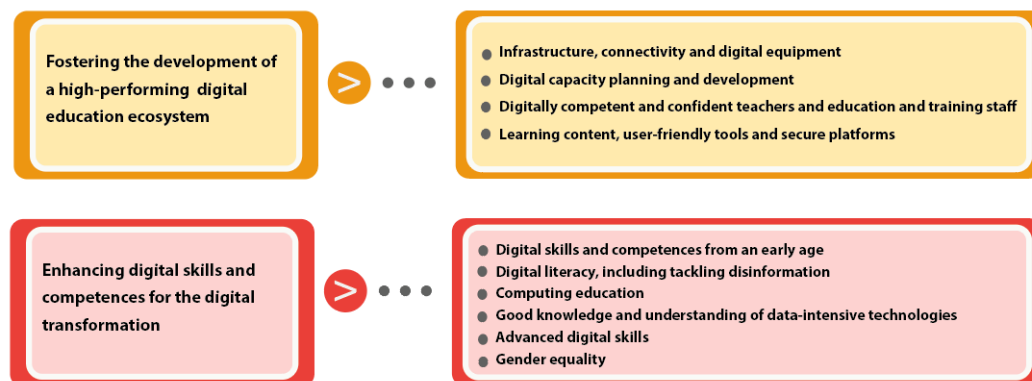 Fostering the development of
a high-performing digital
education ecosystem
>
Infrastructure, connectivity and digital equipment
Digital capacity planning and development
Digitally competent and confident teachers and education and training staff
Learning content, user-friendly tools and secure platforms
Enhancing digital skills and
competences for the digital
transformation
>
Digital skills and competences from an early age
Digital literacy, including tackling disinformation
Computing education
Good knowledge and understanding of data-intensive technologies
Advanced digital skills
Gender equality